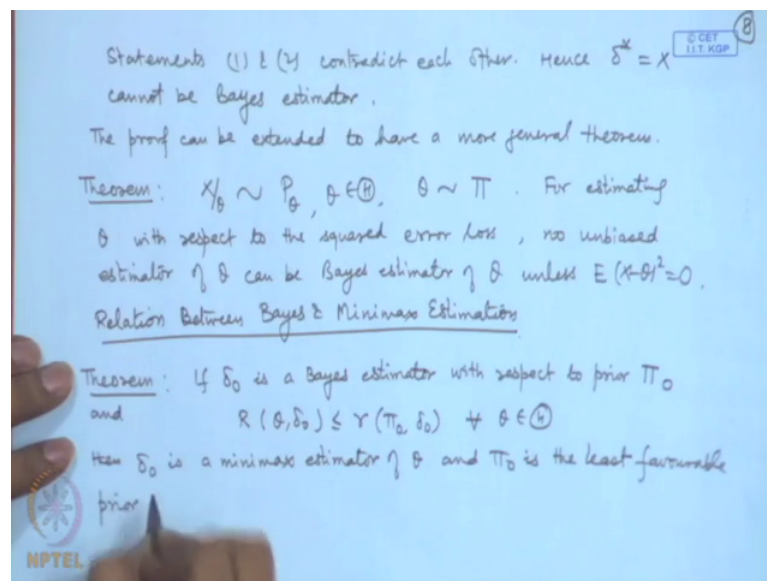 8
© CET
I.I.T. KGP
Statements (1) & (2) contradict each other. Hence δ* = X
cannot be Bayes estimator.
The proof can be extended to have a more general theorem.
Theorem: X/θ ~ P_θ, θ ∈ Ⓗ, θ ~ Π. For estimating
θ with respect to the squared error loss, no unbiased
estimator of θ can be Bayes estimator of θ unless E(X-θ)²=0.
Relation Between Bayes & Minimax Estimation
Theorem: If δ₀ is a Bayes estimator with respect to prior Π₀
and R(θ,δ₀) ≤ r(Π₀,δ₀) ∀ θ ∈ Ⓗ
then δ₀ is a minimax estimator of θ and Π₀ is the least favourable
prior
NPTEL